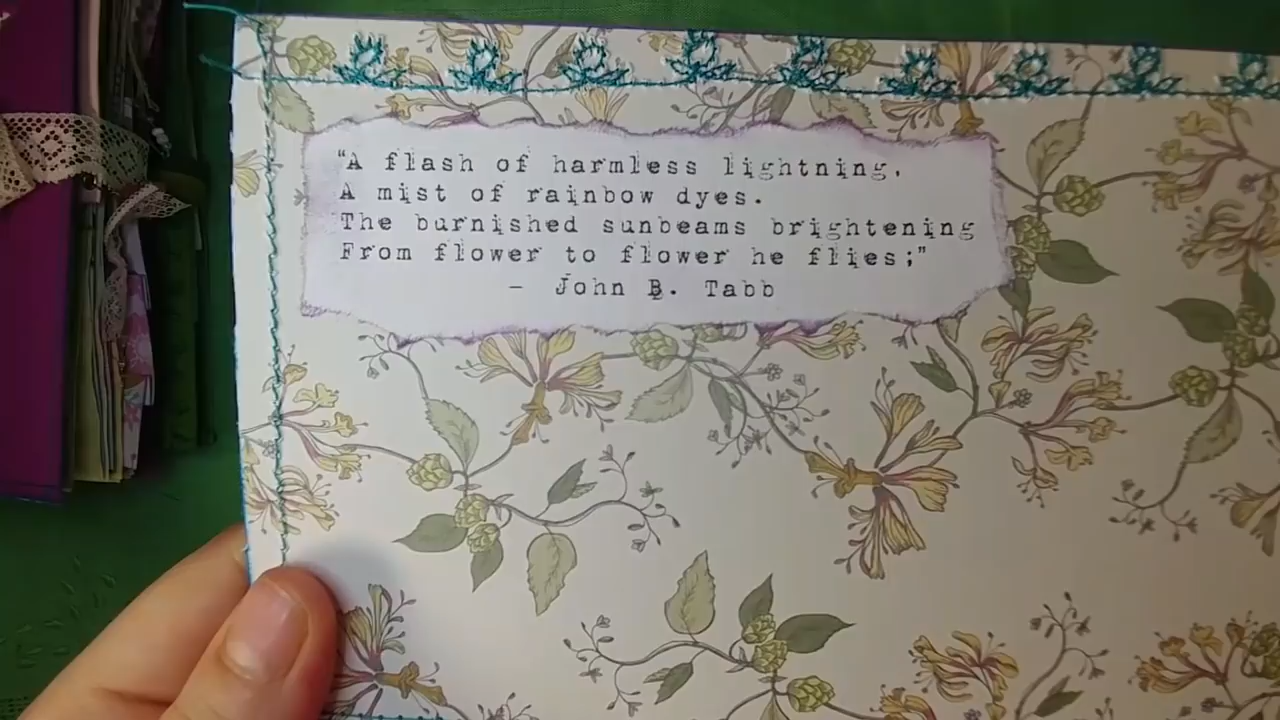 “A flash of harmless lightning.
A mist of rainbow dyes.
The burnished sunbeams brightening
From flower to flower he flies;”
– John B. Tabb